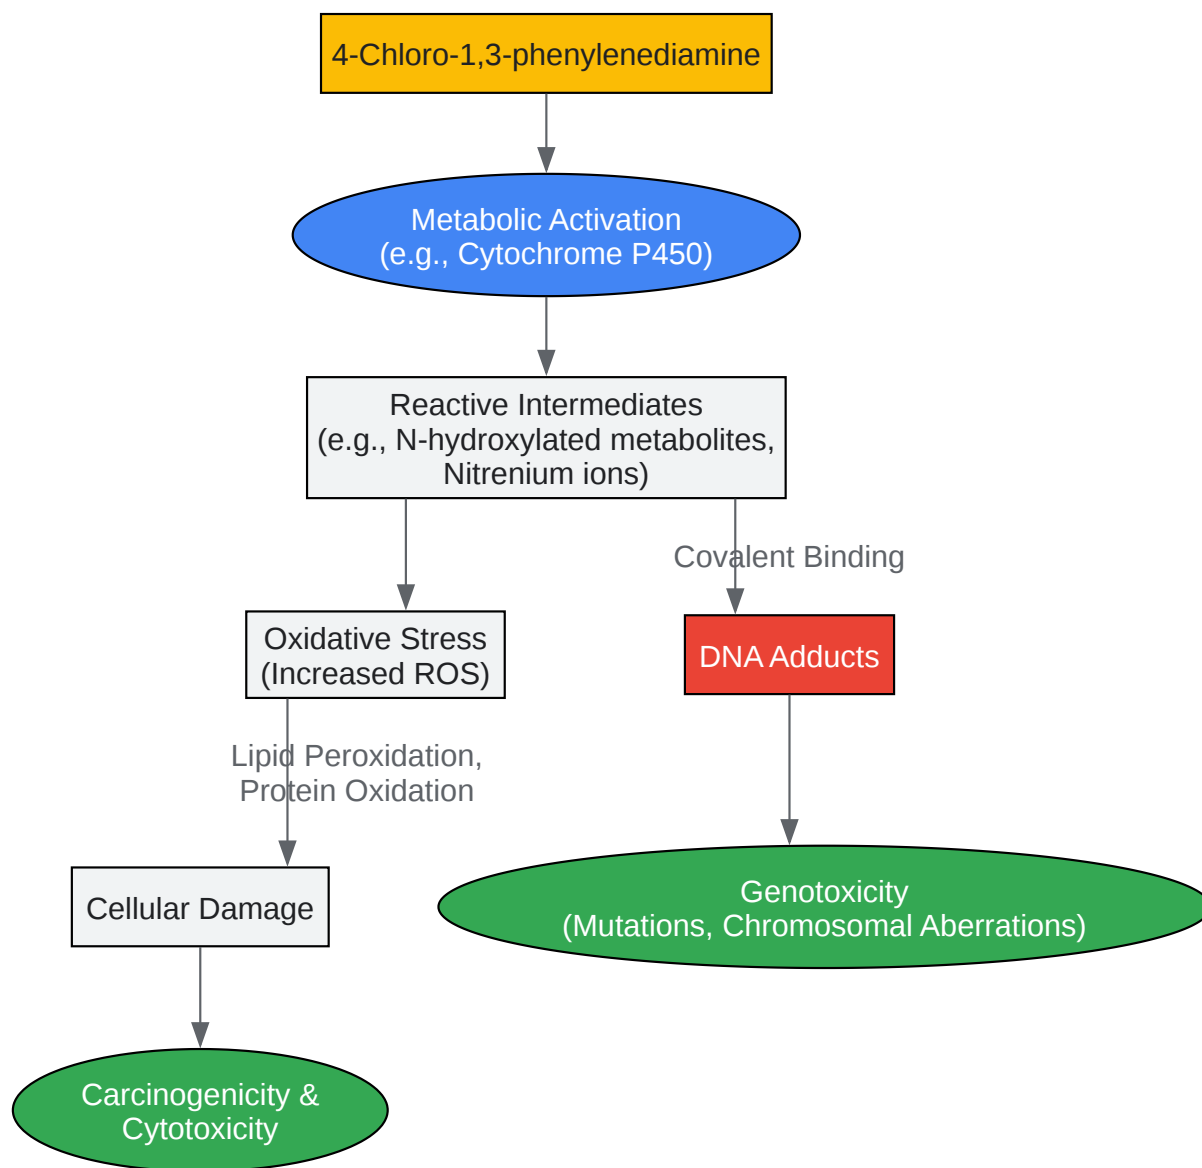 4-Chloro-1,3-phenylenediamine
Metabolic Activation
(e.g., Cytochrome P450)
Reactive Intermediates
(e.g., N-hydroxylated metabolites,
Nitrenium ions)
Covalent Binding
Oxidative Stress
(Increased ROS)
DNA Adducts
Lipid Peroxidation,
Protein Oxidation
Cellular Damage
Genotoxicity
(Mutations, Chromosomal Aberrations)
Carcinogenicity &
Cytotoxicity